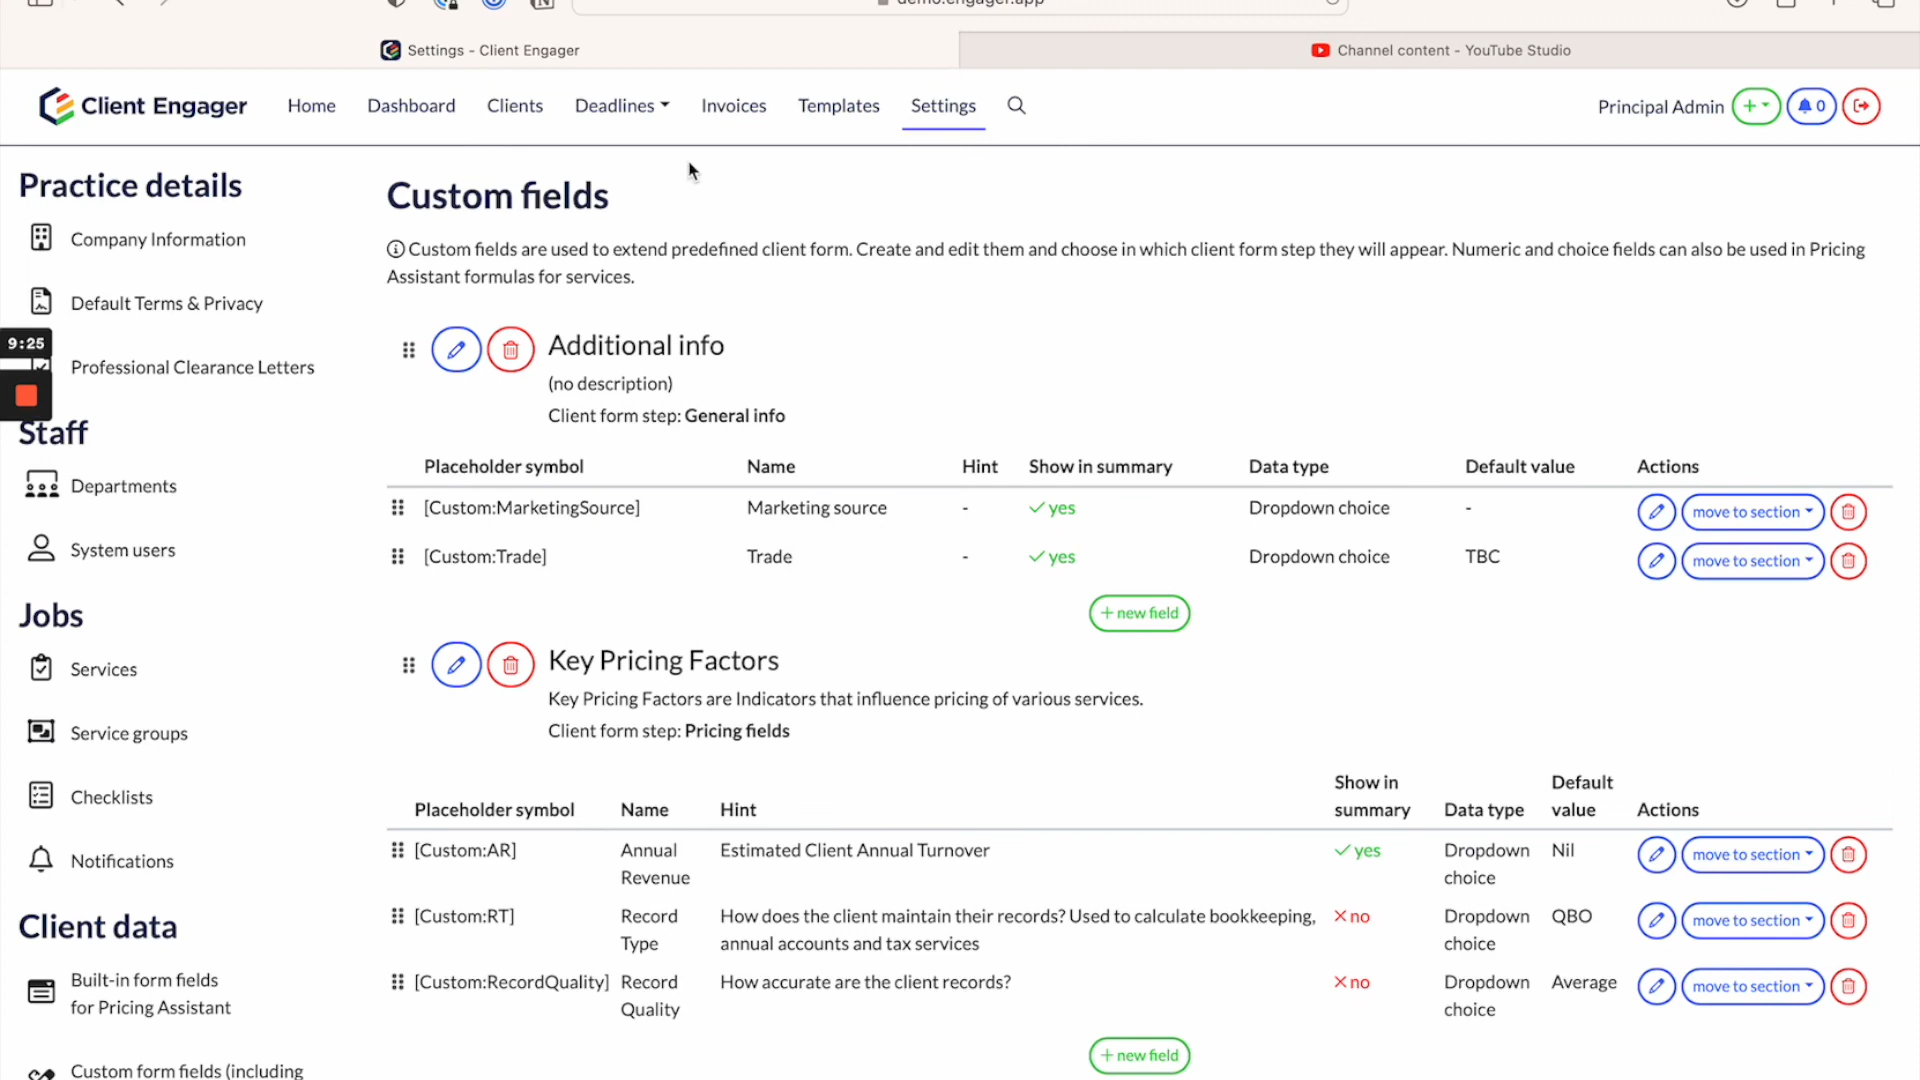 demo.engager.app
Settings - Client Engager
Channel content - YouTube Studio
Client Engager
Home
Dashboard
Clients
Deadlines
Invoices
Templates
Settings
Principal Admin
+
0
Practice details
Company Information
Default Terms & Privacy
9:25
Professional Clearance Letters
Staff
Departments
System users
Jobs
Services
Service groups
Checklists
Notifications
Client data
Built-in form fields
for Pricing Assistant
Custom form fields (including
Custom fields
Custom fields are used to extend predefined client form. Create and edit them and choose in which client form step they will appear. Numeric and choice fields can also be used in Pricing
Assistant formulas for services.
Additional info
(no description)
Client form step: General info
Placeholder symbol Name Hint Show in summary Data type Default value Actions
[Custom:MarketingSource] Marketing source - yes Dropdown choice - move to section
[Custom:Trade] Trade - yes Dropdown choice TBC move to section
+ new field
Key Pricing Factors
Key Pricing Factors are Indicators that influence pricing of various services.
Client form step: Pricing fields
Show in Default
Placeholder symbol Name Hint summary Data type value Actions
[Custom:AR] Annual Estimated Client Annual Turnover yes Dropdown Nil move to section
Revenue choice
[Custom:RT] Record How does the client maintain their records? Used to calculate bookkeeping, no Dropdown QBO move to section
Type annual accounts and tax services choice
[Custom:RecordQuality] Record How accurate are the client records? no Dropdown Average move to section
Quality choice
+ new field